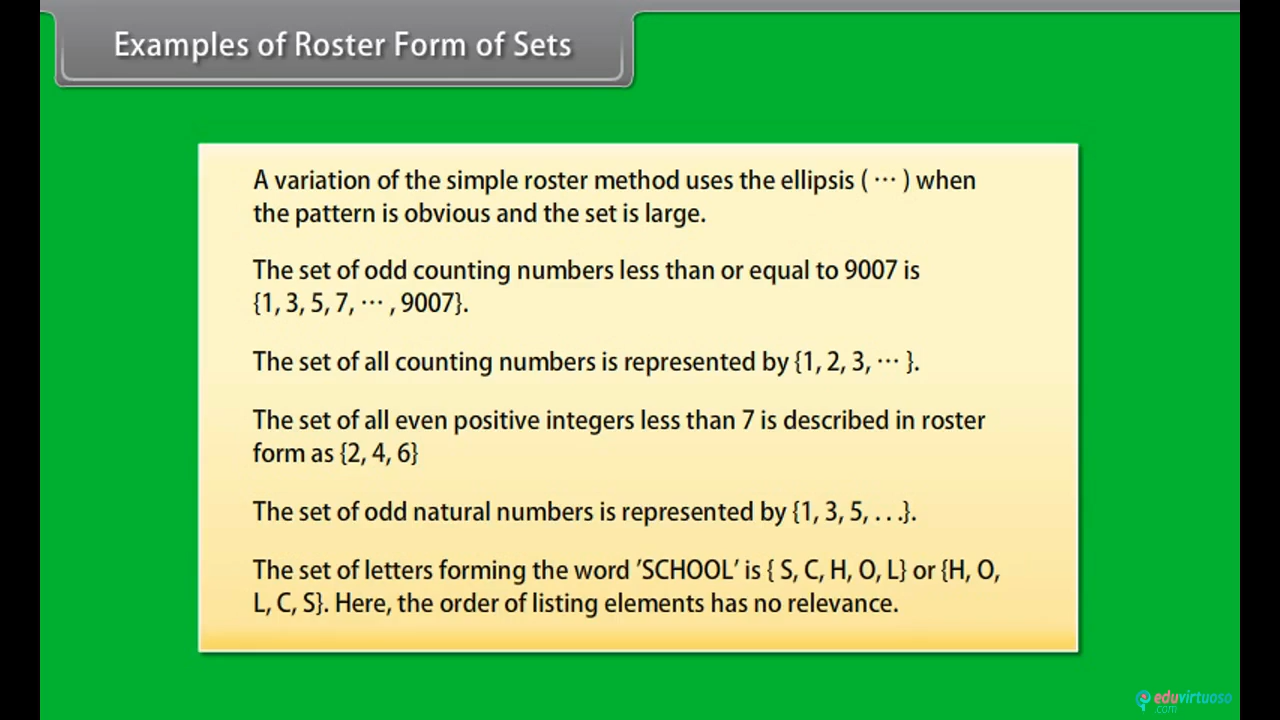 Examples of Roster Form of Sets
A variation of the simple roster method uses the ellipsis ( ··· ) when
the pattern is obvious and the set is large.
The set of odd counting numbers less than or equal to 9007 is
{1, 3, 5, 7, ··· , 9007}.
The set of all counting numbers is represented by {1, 2, 3, ··· }.
The set of all even positive integers less than 7 is described in roster
form as {2, 4, 6}
The set of odd natural numbers is represented by {1, 3, 5, . . .}.
The set of letters forming the word ’SCHOOL’ is { S, C, H, O, L} or {H, O,
L, C, S}. Here, the order of listing elements has no relevance.
eduvirtuoso
.com